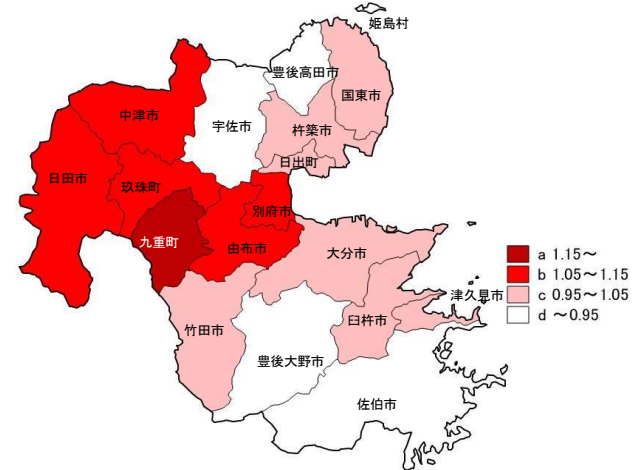 姫島村
豊後高田市
国東市
中津市
宇佐市
杵築市
日出町
日田市
玖珠町
別府市
九重町
由布市
大分市
津久見市
臼杵市
竹田市
豊後大野市
佐伯市
a 1.15～
b 1.05～1.15
c 0.95～1.05
d ～0.95